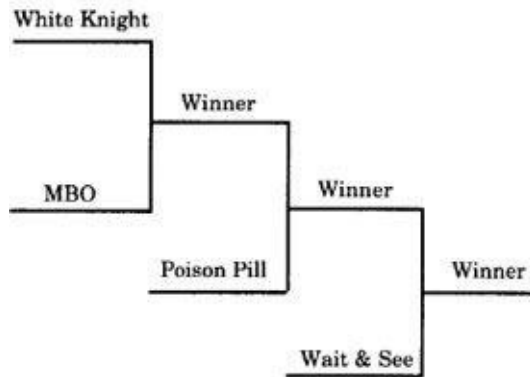 White Knight
Winner
MBO
Winner
Poison Pill
Winner
Wait & See